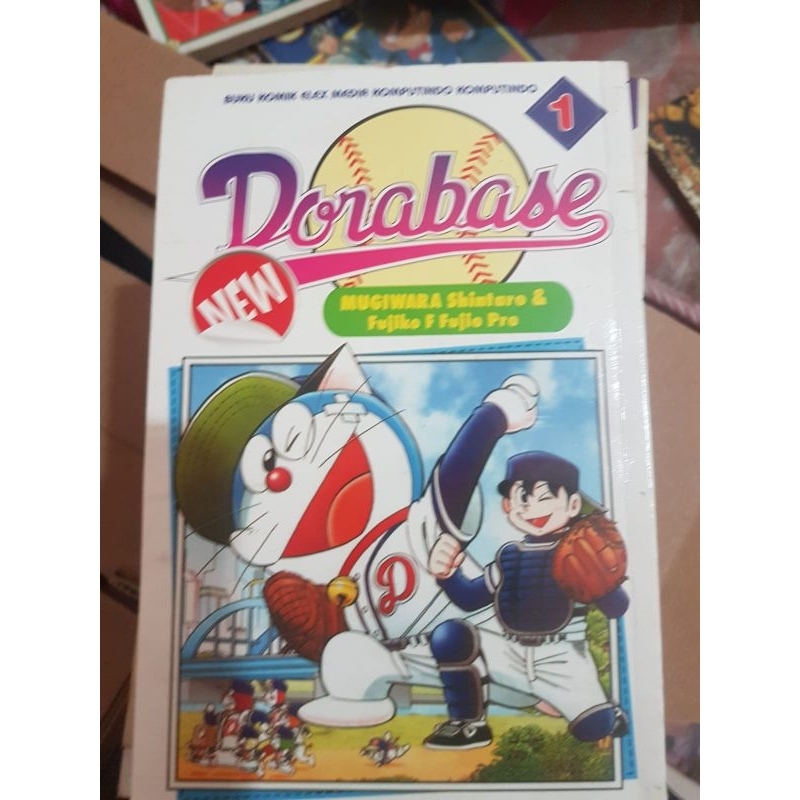 BUKU KOMIK ELEX MEDIA KOMPUTINDO KOMPUTINDO
1
Dorabase
NEW
MUGIWARA Shintaro &
Fujiko F Fujio Pro
D